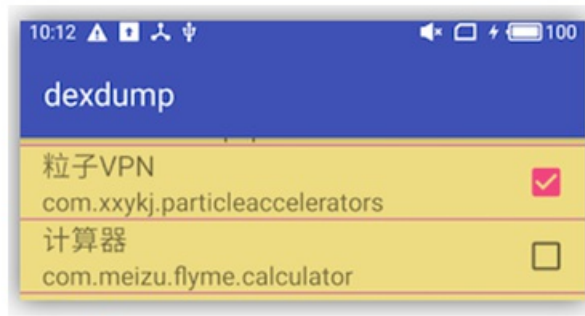 10:12 100
dexdump
粒子VPN
com.xxykj.particleaccelerators
计算器
com.meizu.flyme.calculator